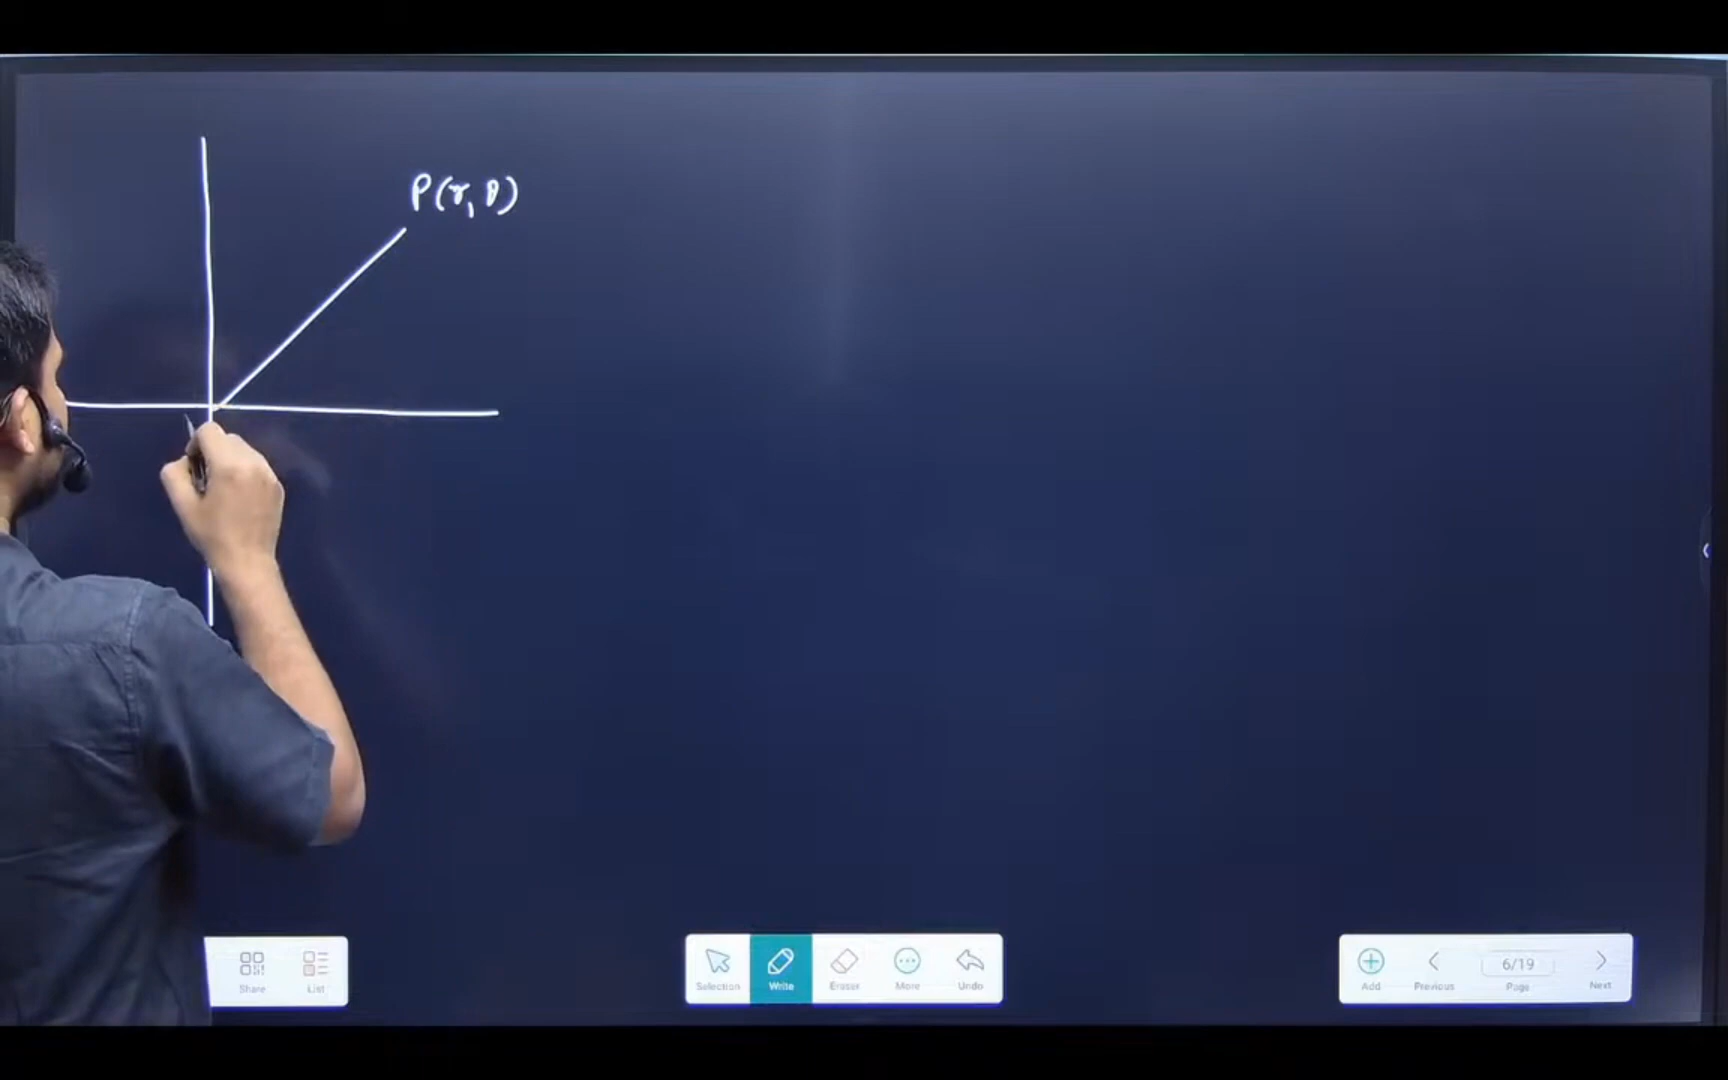 P(r, θ)
Share
List
Selection
Write
Eraser
More
Undo
Add
Previous
6/19
Page
Next